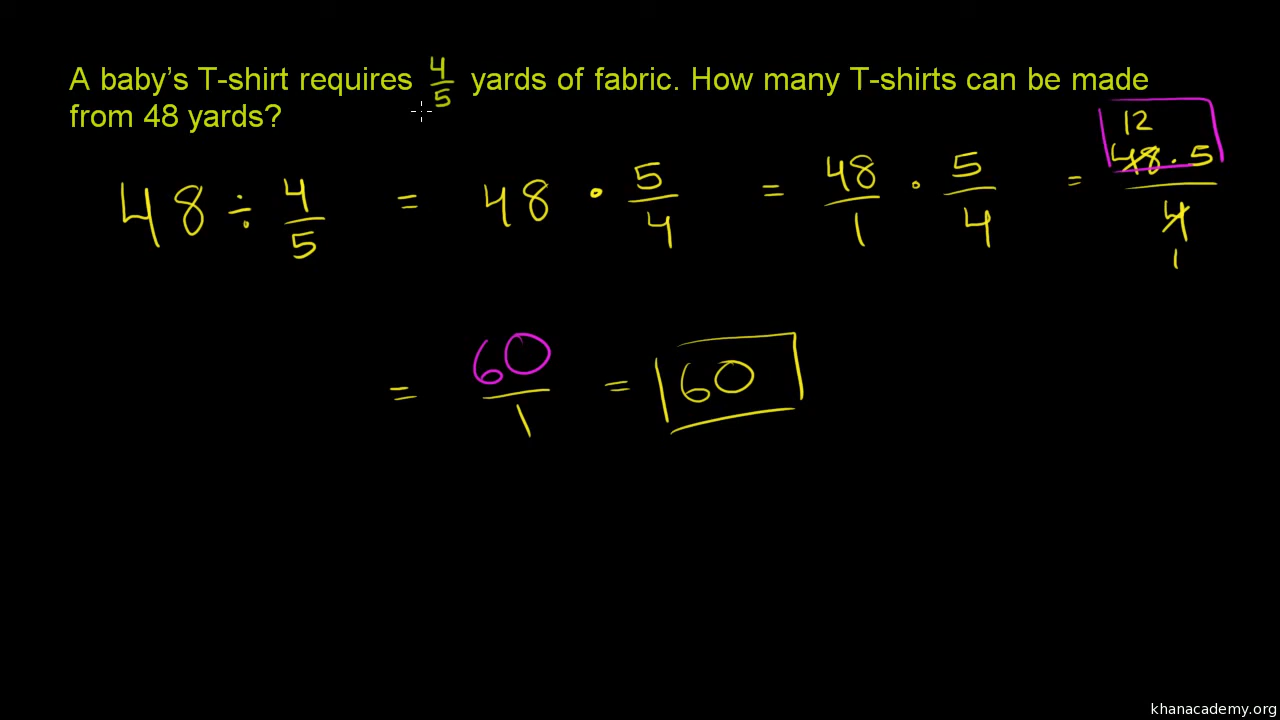 A baby's T-shirt requires 4/5 yards of fabric. How many T-shirts can be made
from 48 yards?
48 ÷ 4/5 = 48 · 5/4 = 48/1 · 5/4 = 48 · 5/4
12
1
= 60/1 = 60
khanacademy.org